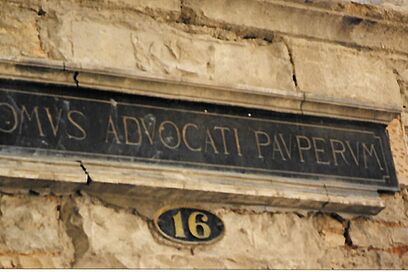 OMVS ADVOCATI PAVPERVM
16